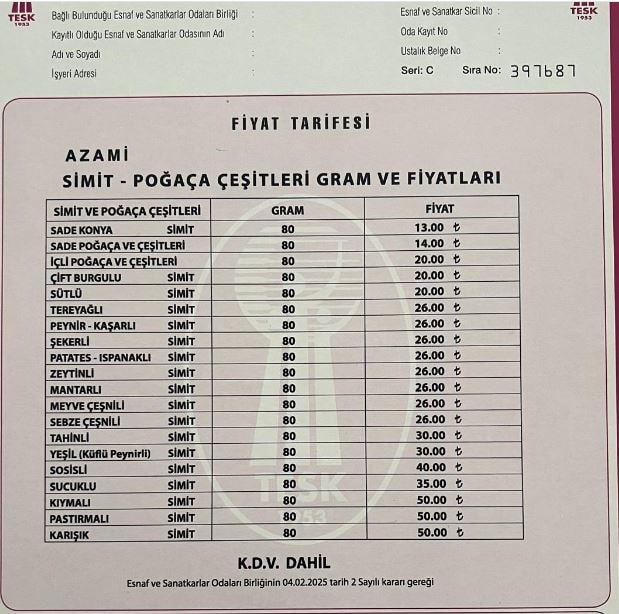 TESK
1953
Bağlı Bulunduğu Esnaf ve Sanatkarlar Odaları Birliği :
Kayıtlı Olduğu Esnaf ve Sanatkarlar Odasının Adı :
Adı ve Soyadı :
İşyeri Adresi :
Esnaf ve Sanatkar Sicil No :
Oda Kayıt No :
Ustalık Belge No :
Seri: C Sıra No: 397687
TESK
1953
FİYAT TARİFESİ
AZAMİ
SİMİT - POĞAÇA ÇEŞİTLERİ GRAM VE FİYATLARI
SİMİT VE POĞAÇA ÇEŞİTLERİ GRAM FİYAT
SADE KONYA SİMİT 80 13.00 ₺
SADE POĞAÇA VE ÇEŞİTLERİ 80 14.00 ₺
İÇLİ POĞAÇA VE ÇEŞİTLERİ 80 20.00 ₺
ÇİFT BURGULU SİMİT 80 20.00 ₺
SÜTLÜ SİMİT 80 20.00 ₺
TEREYAĞLI SİMİT 80 26.00 ₺
PEYNİR - KAŞARLI SİMİT 80 26.00 ₺
ŞEKERLİ SİMİT 80 26.00 ₺
PATATES - ISPANAKLI SİMİT 80 26.00 ₺
ZEYTİNLİ SİMİT 80 26.00 ₺
MANTARLI SİMİT 80 26.00 ₺
MEYVE ÇEŞNİLİ SİMİT 80 26.00 ₺
SEBZE ÇEŞNİLİ SİMİT 80 26.00 ₺
TAHİNLİ SİMİT 80 30.00 ₺
YEŞİL (Küflü Peynirli) SİMİT 80 30.00 ₺
SOSİSLİ SİMİT 80 40.00 ₺
SUCUKLU SİMİT 80 35.00 ₺
KIYMALI SİMİT 80 50.00 ₺
PASTIRMALI SİMİT 80 50.00 ₺
KARIŞIK SİMİT 80 50.00 ₺
TESK
1953
K.D.V. DAHİL
Esnaf ve Sanatkarlar Odaları Birliğinin 04.02.2025 tarih 2 Sayılı kararı gereği